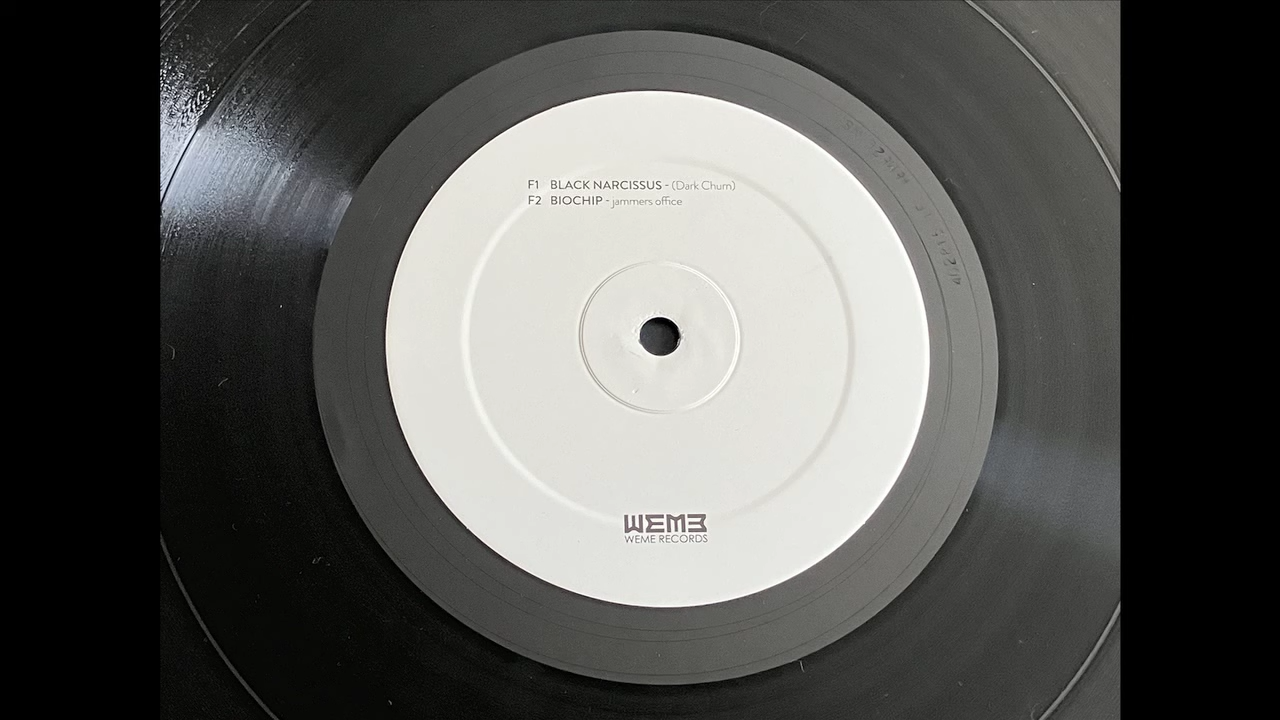 F1 BLACK NARCISSUS - (Dark Churn)
F2 BIOCHIP - jammers office
WEME
WEME RECORDS